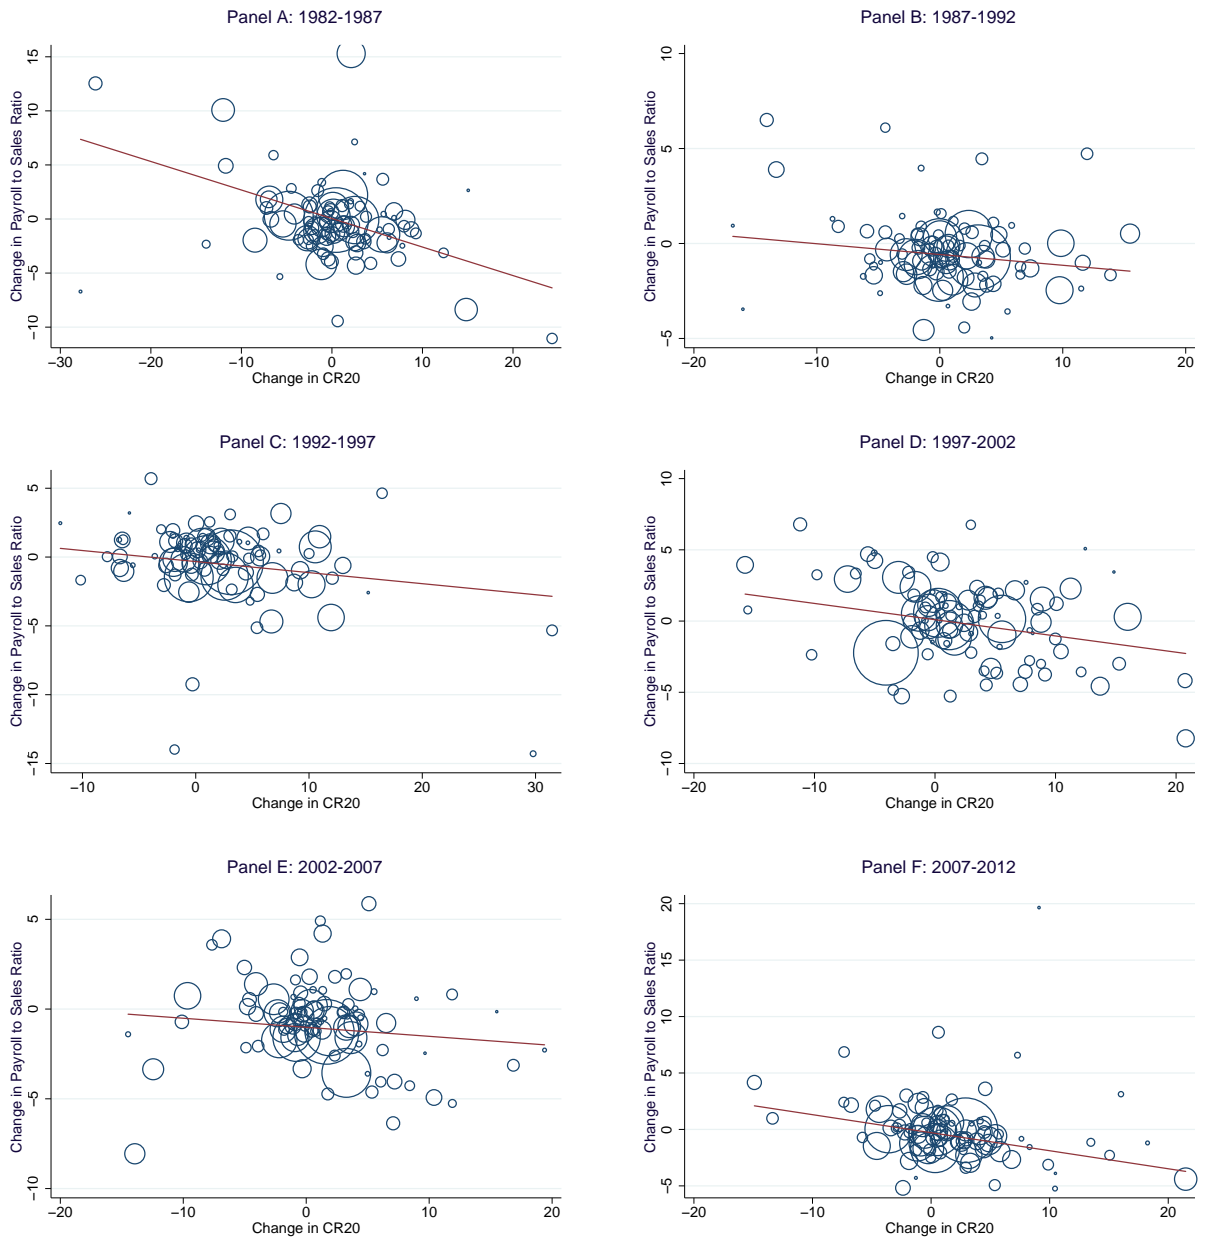 Panel A: 1982-1987
Change in Payroll to Sales Ratio
15
10
5
0
−5
−10
−30 −20 −10 0 10 20
Change in CR20
Panel B: 1987-1992
Change in Payroll to Sales Ratio
10
5
0
−5
−20 −10 0 10 20
Change in CR20
Panel C: 1992-1997
Change in Payroll to Sales Ratio
5
0
−5
−10
−15
−10 0 10 20 30
Change in CR20
Panel D: 1997-2002
Change in Payroll to Sales Ratio
10
5
0
−5
−10
−20 −10 0 10 20
Change in CR20
Panel E: 2002-2007
Change in Payroll to Sales Ratio
5
0
−5
−10
−20 −10 0 10 20
Change in CR20
Panel F: 2007-2012
Change in Payroll to Sales Ratio
20
15
10
5
0
−5
−20 −10 0 10 20
Change in CR20